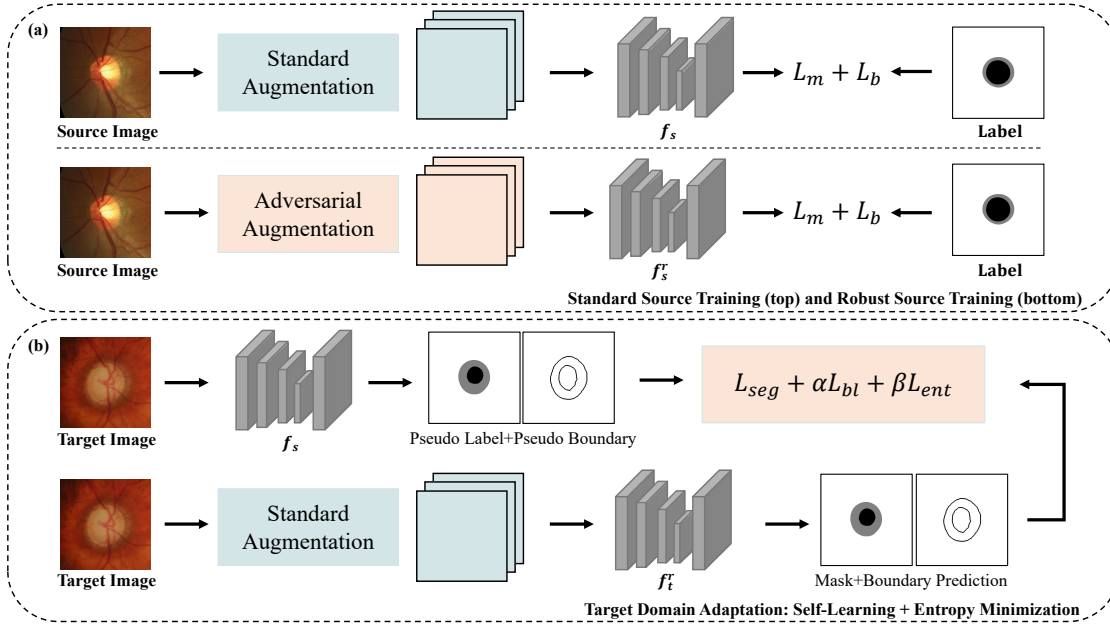 (a)
Standard
Augmentation
Source Image
f_s
L_m + L_b
Label
Adversarial
Augmentation
Source Image
f_s^r
L_m + L_b
Label
Standard Source Training (top) and Robust Source Training (bottom)
(b)
Target Image
f_s
Pseudo Label+Pseudo Boundary
L_seg + αL_bl + βL_ent
Standard
Augmentation
Target Image
f_t^r
Mask+Boundary Prediction
Target Domain Adaptation: Self-Learning + Entropy Minimization